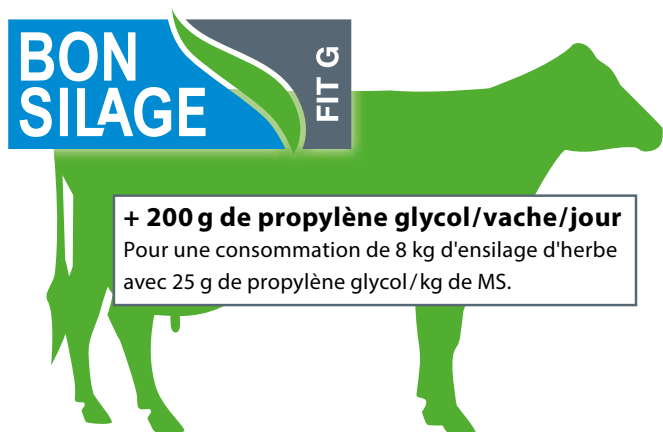 BON
SILAGE
FIT G
+ 200 g de propylène glycol/vache/jour
Pour une consommation de 8 kg d'ensilage d'herbe
avec 25 g de propylène glycol/kg de MS.